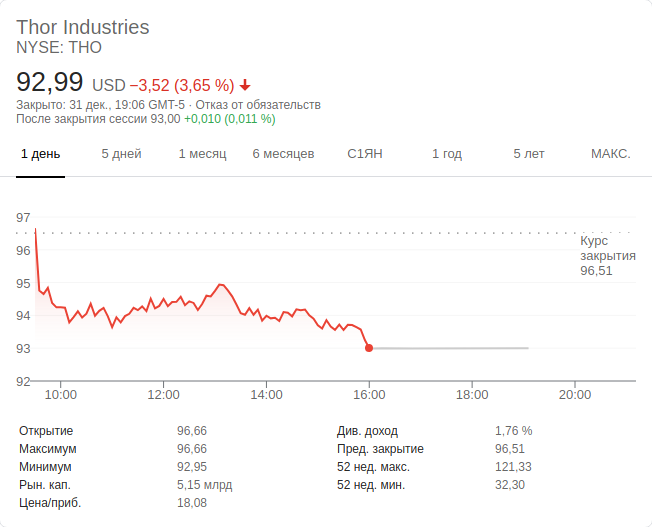 Thor Industries
NYSE: THO
92,99 USD −3,52 (3,65 %)
Закрыто: 31 дек., 19:06 GMT-5 · Отказ от обязательств
После закрытия сессии 93,00 +0,010 (0,011 %)
1 день 5 дней 1 месяц 6 месяцев С1ЯН 1 год 5 лет МАКС.
97
96
95
94
93
92
Курс
закрытия
96,51
10:00 12:00 14:00 16:00 18:00 20:00
Открытие 96,66 Див. доход 1,76 %
Максимум 96,66 Пред. закрытие 96,51
Минимум 92,95 52 нед. макс. 121,33
Рын. кап. 5,15 млрд 52 нед. мин. 32,30
Цена/приб. 18,08